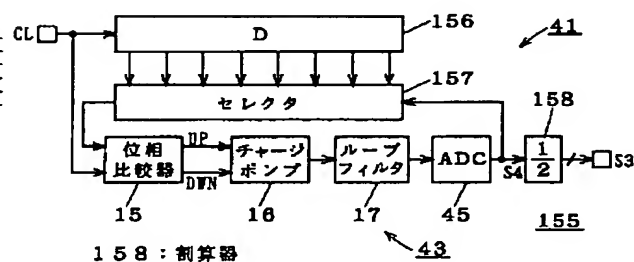 CL
D
156
41
157
セレクタ
158
位相
比較器
UP
DWN
チャージ
ポンプ
ループ
フィルタ
ADC
S4
1
2
S3
15
16
17
45
155
43
158:割算器